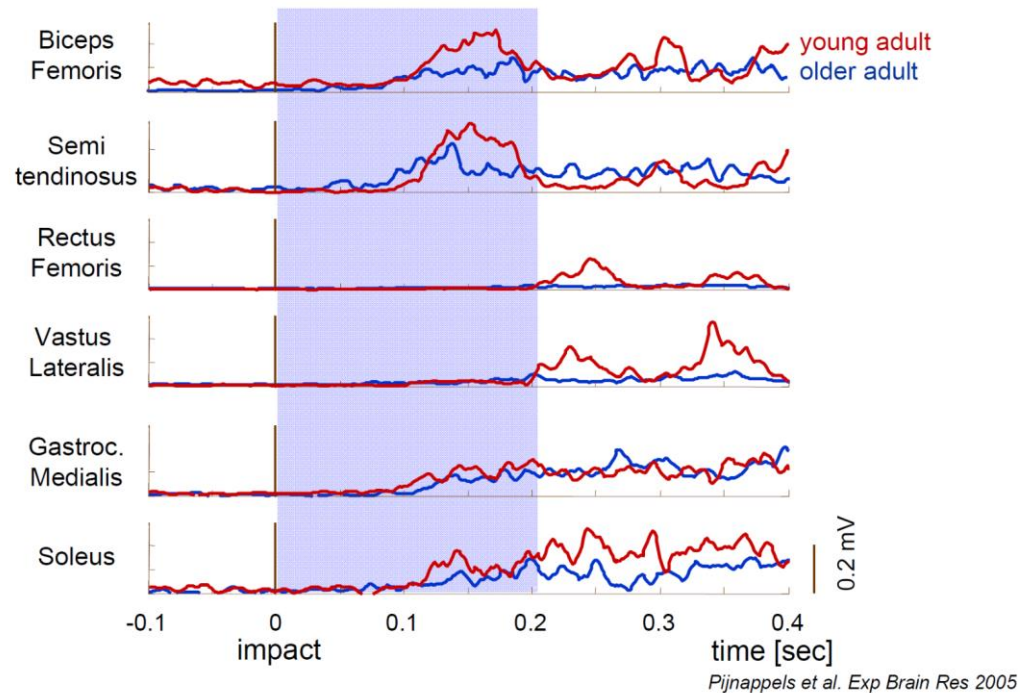 Biceps
Femoris
young adult
older adult
Semi
tendinosus
Rectus
Femoris
Vastus
Lateralis
Gastroc.
Medialis
Soleus
0.2 mV
-0.1 0 0.1 0.2 0.3 0.4
impact time [sec]
Pijnappels et al. Exp Brain Res 2005